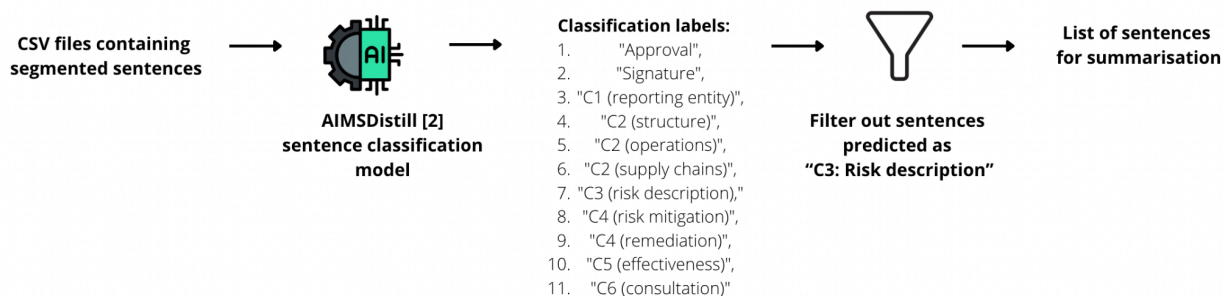 CSV files containing
segmented sentences
AI
AIMSDistill [2]
sentence classification
model
Classification labels:
1. "Approval",
2. "Signature",
3. "C1 (reporting entity)",
4. "C2 (structure)",
5. "C2 (operations)",
6. "C2 (supply chains)",
7. "C3 (risk description),"
8. "C4 (risk mitigation)",
9. "C4 (remediation)",
10. "C5 (effectiveness)",
11. "C6 (consultation)"
Filter out sentences
predicted as
“C3: Risk description”
List of sentences
for summarisation